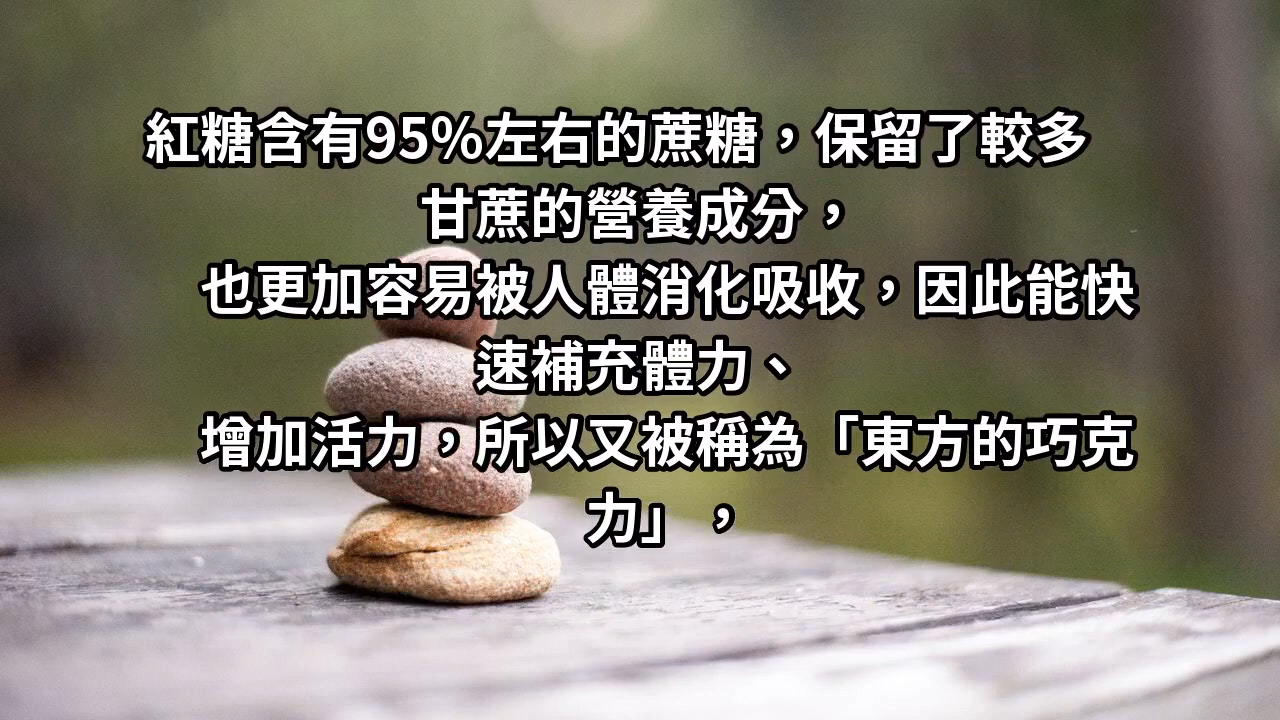 紅糖含有95%左右的蔗糖，保留了較多
甘蔗的營養成分，
也更加容易被人體消化吸收，因此能快
速補充體力、
增加活力，所以又被稱為「東方的巧克
力」，